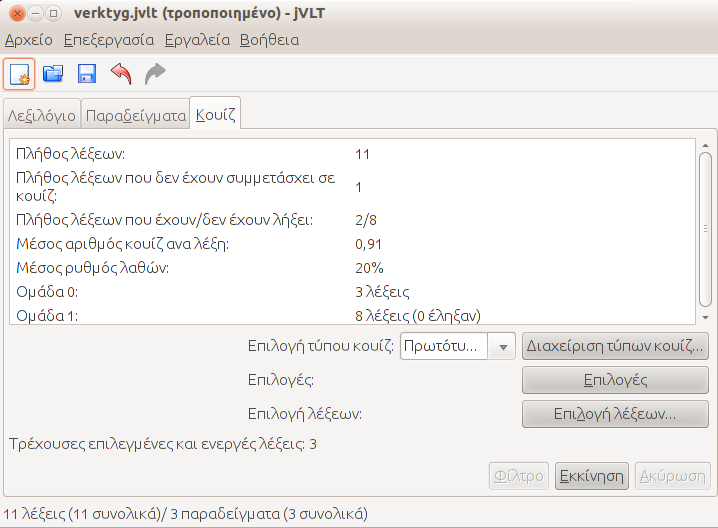 verktyg.jvlt (τροποποιημένο) - jVLT
Αρχείο Επεξεργασία Εργαλεία Βοήθεια
Λεξιλόγιο Παραδείγματα Κουίζ
Πλήθος λέξεων: 11
Πλήθος λέξεων που δεν έχουν συμμετάσχει σε
κουίζ: 1
Πλήθος λέξεων που έχουν/δεν έχουν λήξει: 2/8
Μέσος αριθμός κουίζ ανα λέξη: 0,91
Μέσος ρυθμός λαθών: 20%
Ομάδα 0: 3 λέξεις
Ομάδα 1: 8 λέξεις (0 έληξαν)
Επιλογή τύπου κουίζ: Πρωτότυ... Διαχείριση τύπων κουίζ...
Επιλογές: Επιλογές
Επιλογή λέξεων: Επιλογή λέξεων...
Τρέχουσες επιλεγμένες και ενεργές λέξεις: 3
Φίλτρο Εκκίνηση Ακύρωση
11 λέξεις (11 συνολικά)/ 3 παραδείγματα (3 συνολικά)